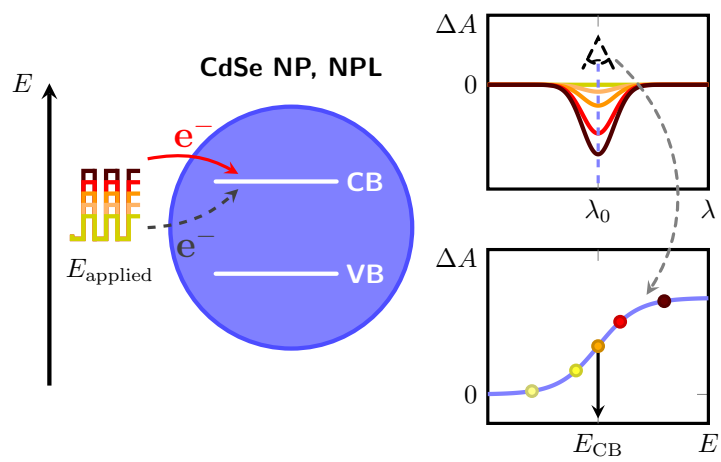 CdSe NP, NPL
E
e−
CB
e−
VB
E_applied
ΔA
0
λ₀
λ
ΔA
0
E_CB
E